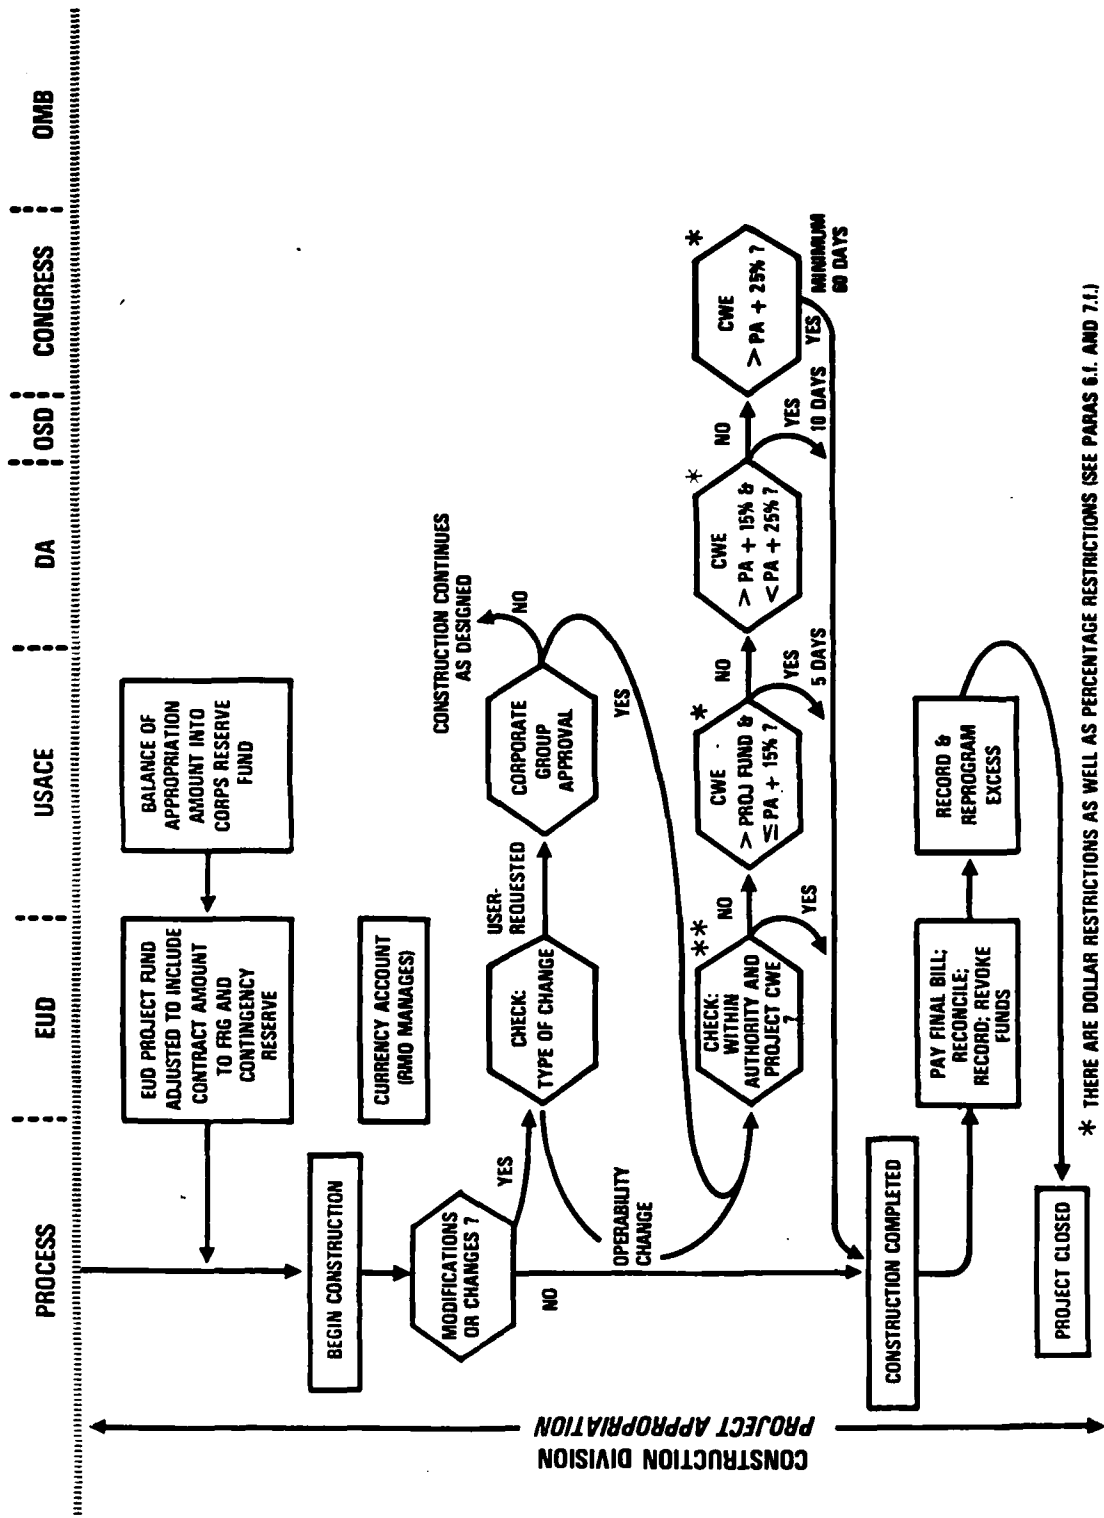 PROCESS
EUD
USACE
DA
OSD
CONGRESS
OMB
CONSTRUCTION DIVISION
PROJECT APPROPRIATION
BALANCE OF
APPROPRIATION
AMOUNT INTO
CORPS RESERVE
FUND
EUD PROJECT FUND
ADJUSTED TO INCLUDE
CONTRACT AMOUNT
TO FRG AND
CONTINGENCY
RESERVE
BEGIN CONSTRUCTION
CURRENCY ACCOUNT
(RMO MANAGES)
MODIFICATIONS
OR CHANGES ?
YES
NO
CHECK:
TYPE OF CHANGE
USER-
REQUESTED
CORPORATE
GROUP
APPROVAL
NO
CONSTRUCTION CONTINUES
AS DESIGNED
YES
OPERABILITY
CHANGE
CHECK:
WITHIN
AUTHORITY AND
PROJECT CWE
?
**
NO
YES
CWE
> PROJ FUND &
≤ PA + 15% ?
*
NO
YES
5 DAYS
CWE
> PA + 15% &
< PA + 25% ?
*
NO
YES
10 DAYS
CWE
> PA + 25% ?
*
YES
MINIMUM
60 DAYS
CONSTRUCTION COMPLETED
PAY FINAL BILL;
RECONCILE;
RECORD; REVOKE
FUNDS
RECORD &
REPROGRAM
EXCESS
PROJECT CLOSED
* THERE ARE DOLLAR RESTRICTIONS AS WELL AS PERCENTAGE RESTRICTIONS (SEE PARAS 6.f. AND 7.f.)